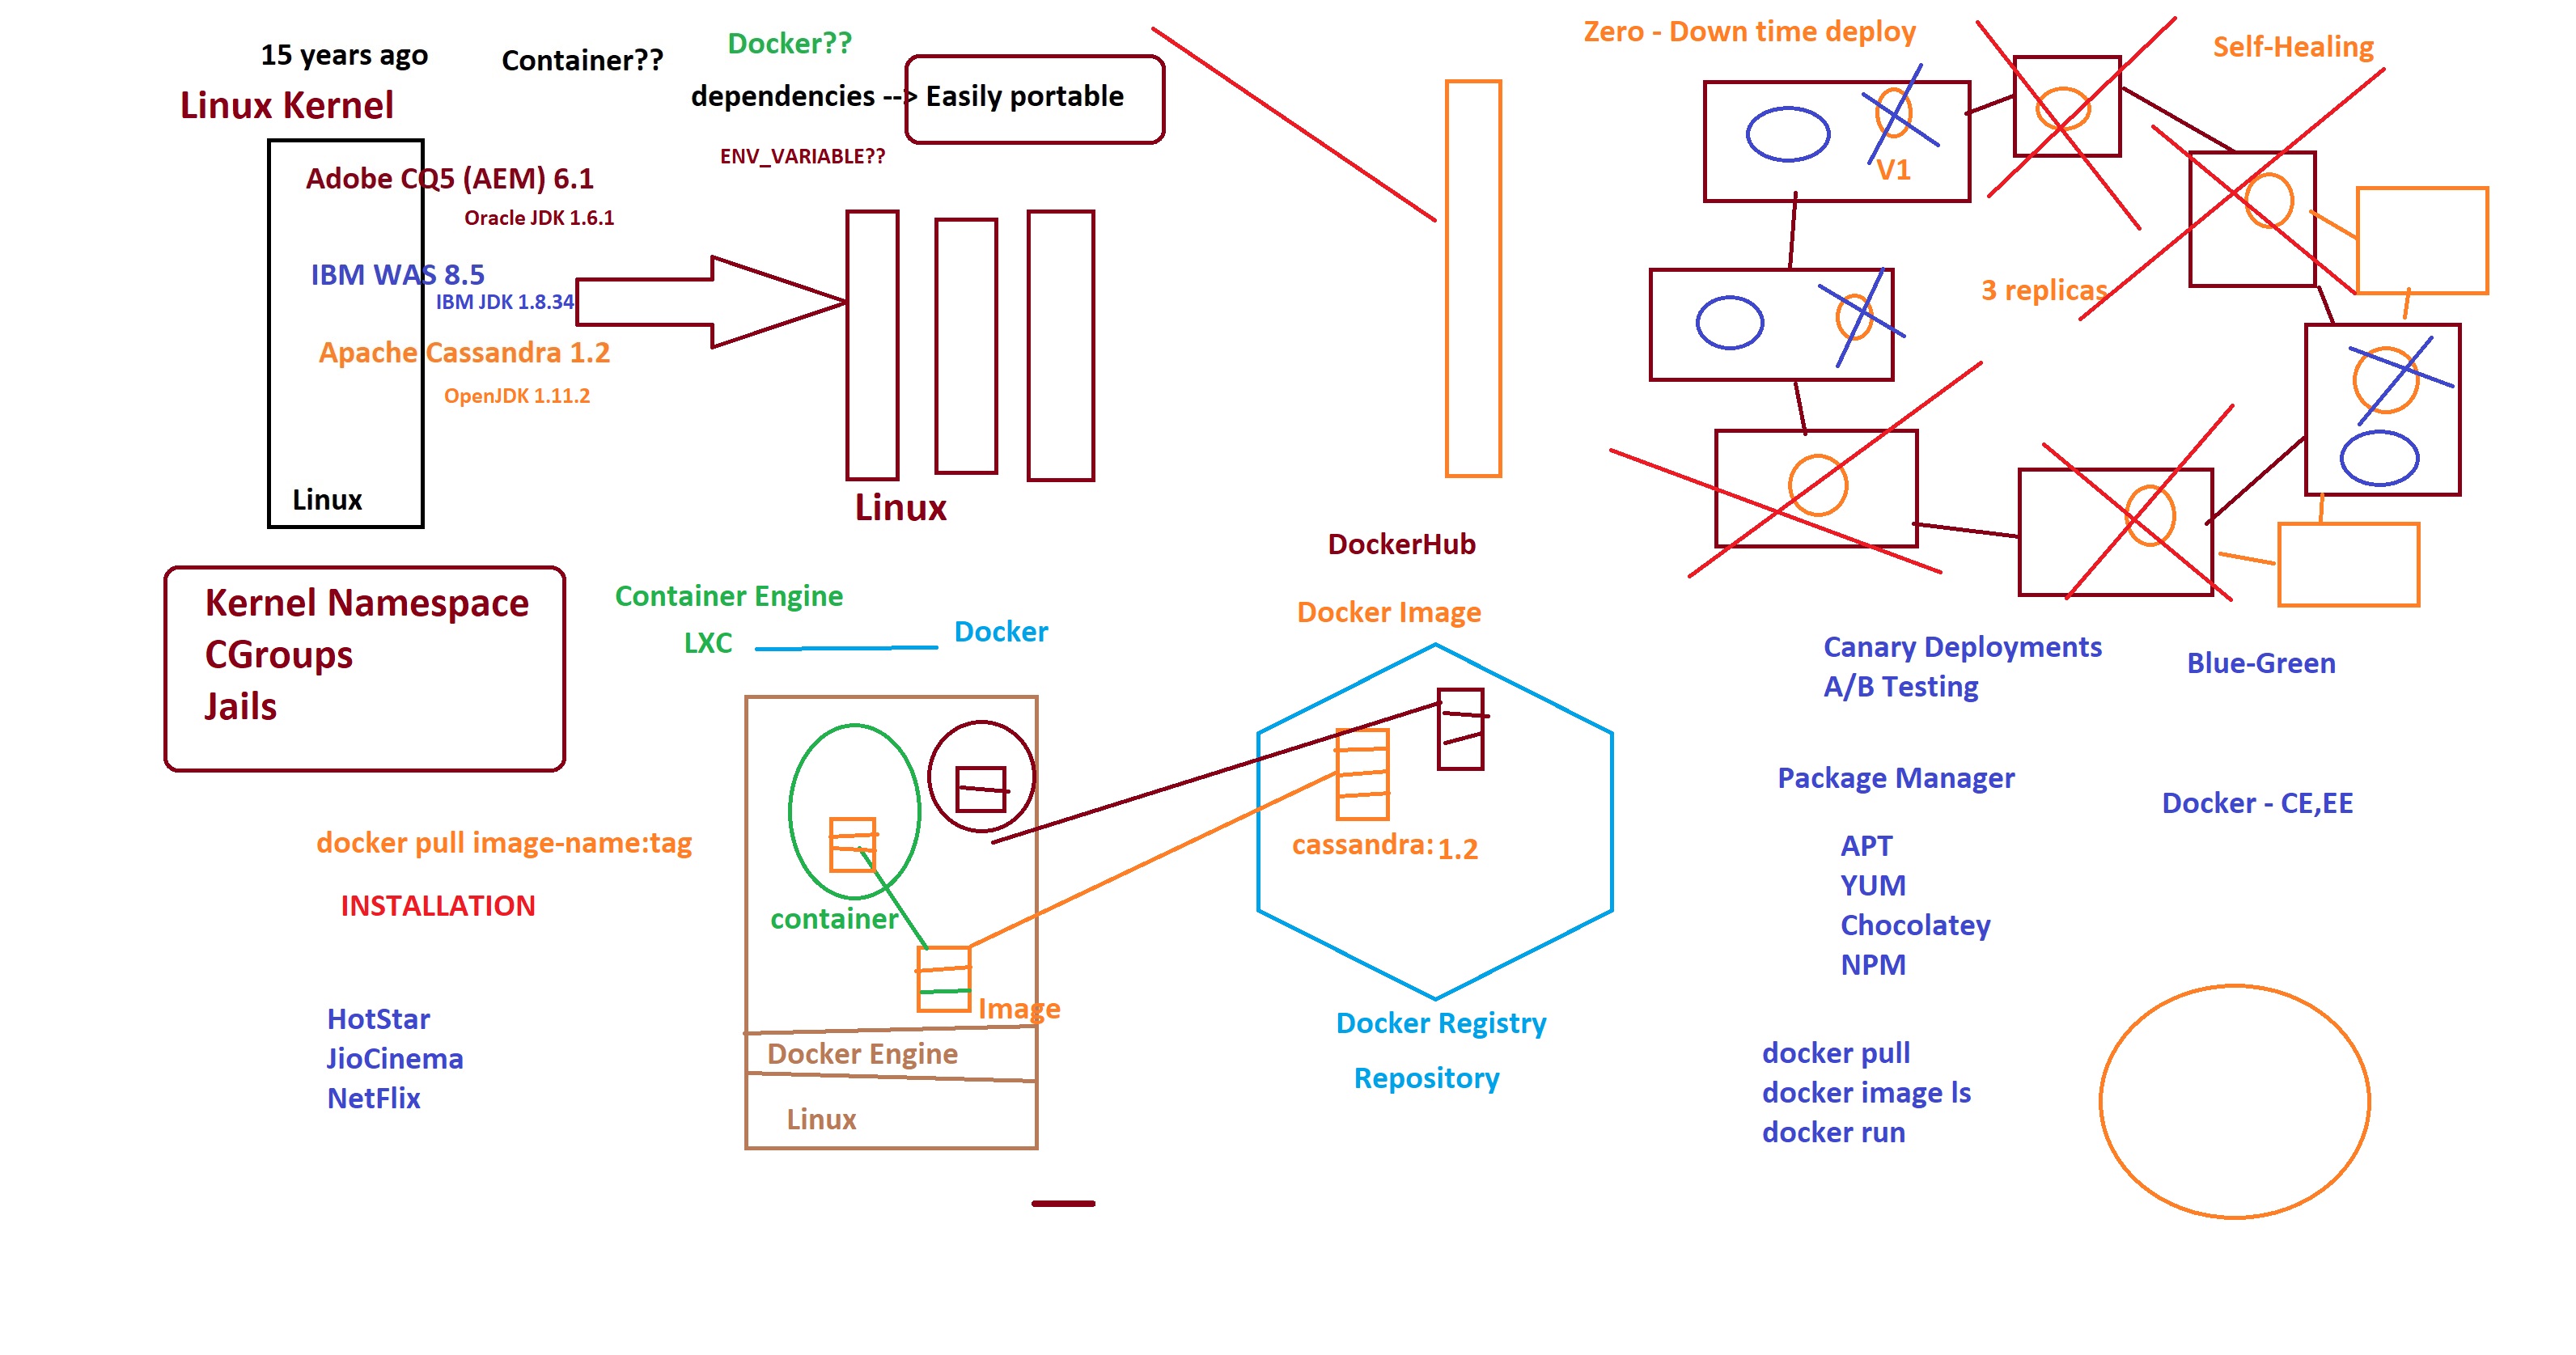 15 years ago
Container??
Docker??
Linux Kernel
dependencies --> Easily portable
ENV_VARIABLE??
Adobe CQ5 (AEM) 6.1
Oracle JDK 1.6.1
IBM WAS 8.5
IBM JDK 1.8.34
Apache Cassandra 1.2
OpenJDK 1.11.2
Linux
Linux
Zero - Down time deploy
Self-Healing
V1
3 replicas
Kernel Namespace
CGroups
Jails
Container Engine
LXC
Docker
DockerHub
Docker Image
Canary Deployments
A/B Testing
Blue-Green
docker pull image-name:tag
INSTALLATION
HotStar
JioCinema
NetFlix
container
Image
Docker Engine
Linux
cassandra: 1.2
Docker Registry
Repository
Package Manager
Docker - CE,EE
APT
YUM
Chocolatey
NPM
docker pull
docker image ls
docker run